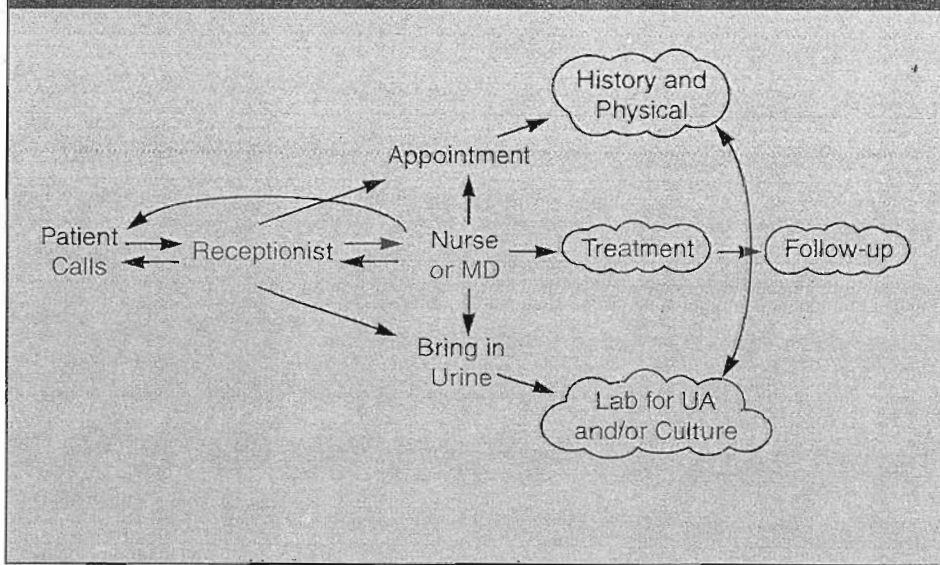 History and
Physical
Appointment
Patient
Calls
Receptionist
Nurse
or MD
Treatment
Follow-up
Bring in
Urine
Lab for UA
and/or Culture